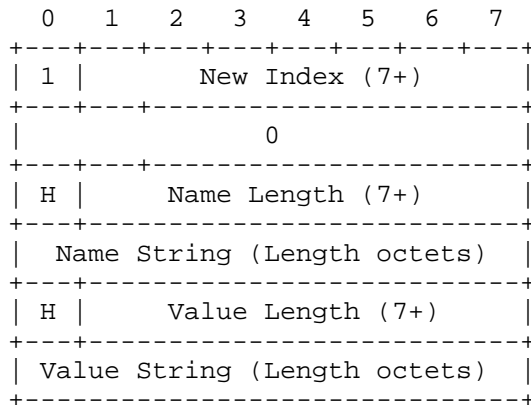 0   1   2   3   4   5   6   7
+---+---+---+---+---+---+---+---+
| 1 |      New Index (7+)       |
+---+---+-----------------------+
|               0               |
+---+---+-----------------------+
| H |     Name Length (7+)      |
+---+---------------------------+
|  Name String (Length octets)  |
+---+---------------------------+
| H |     Value Length (7+)     |
+---+---------------------------+
| Value String (Length octets)  |
+-------------------------------+